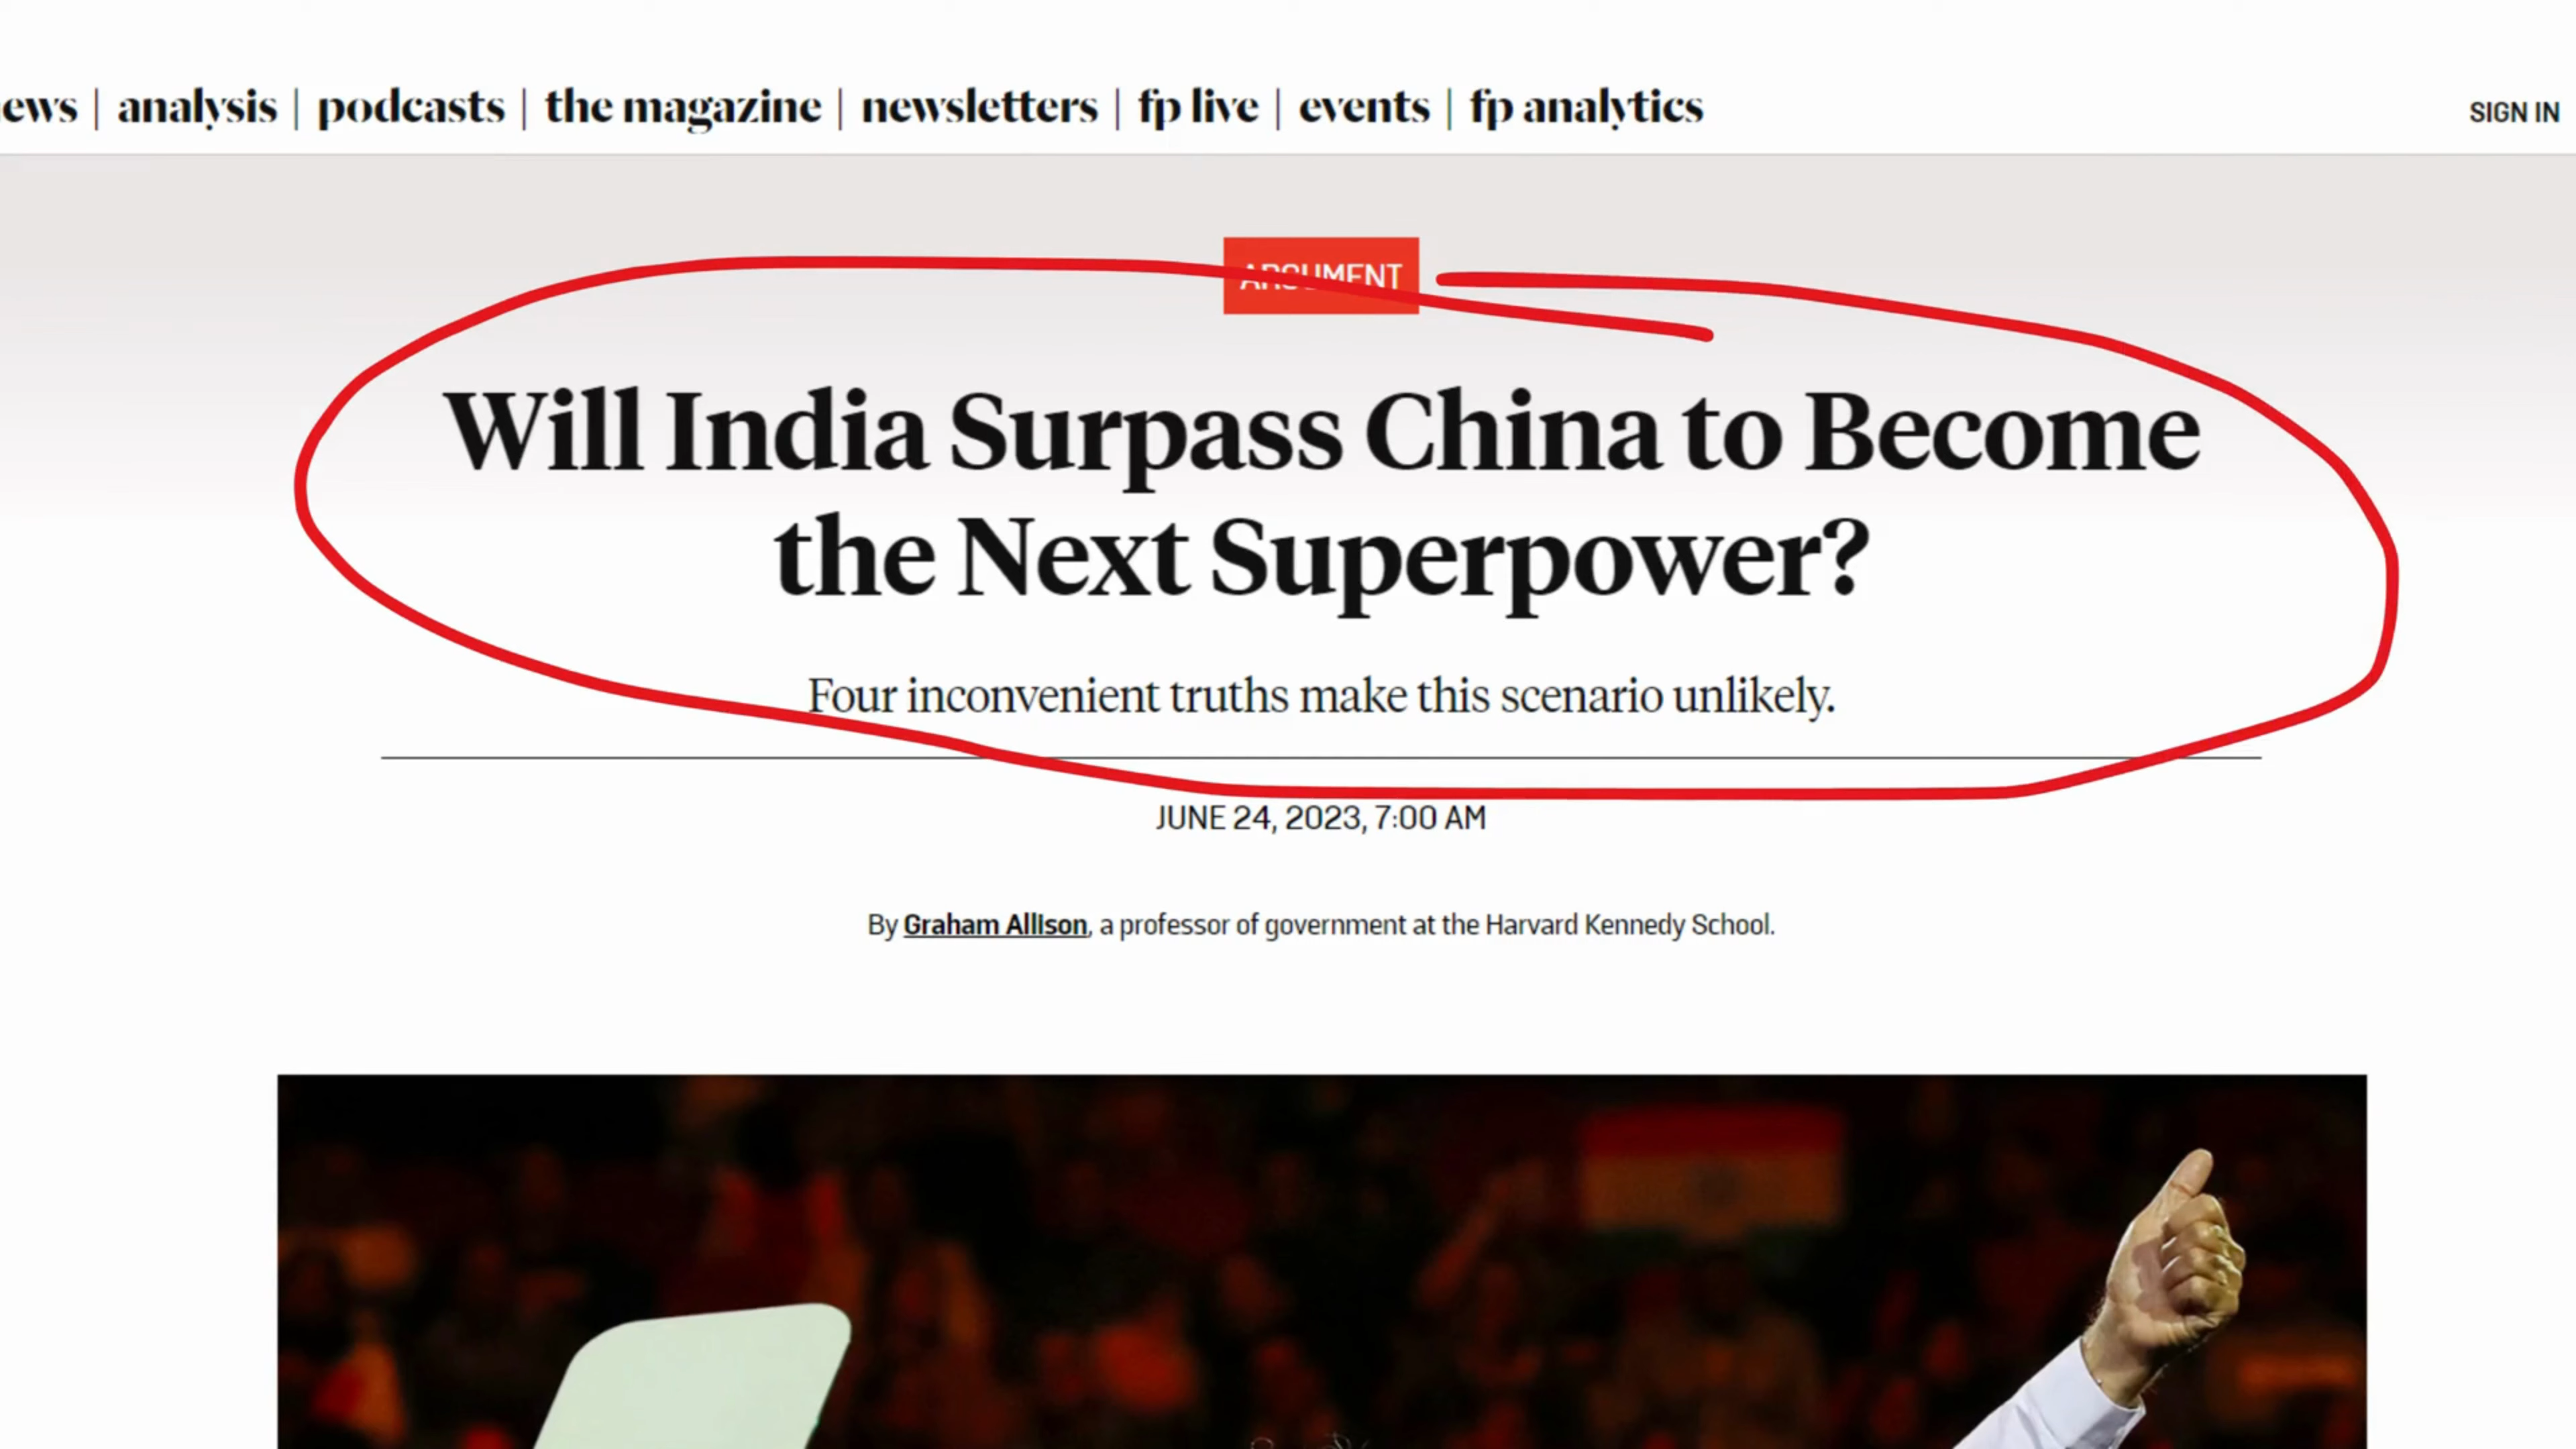 ews | analysis | podcasts | the magazine | newsletters | fp live | events | fp analytics
SIGN IN
ARGUMENT
Will India Surpass China to Become
the Next Superpower?
Four inconvenient truths make this scenario unlikely.
JUNE 24, 2023, 7:00 AM
By Graham Allison, a professor of government at the Harvard Kennedy School.